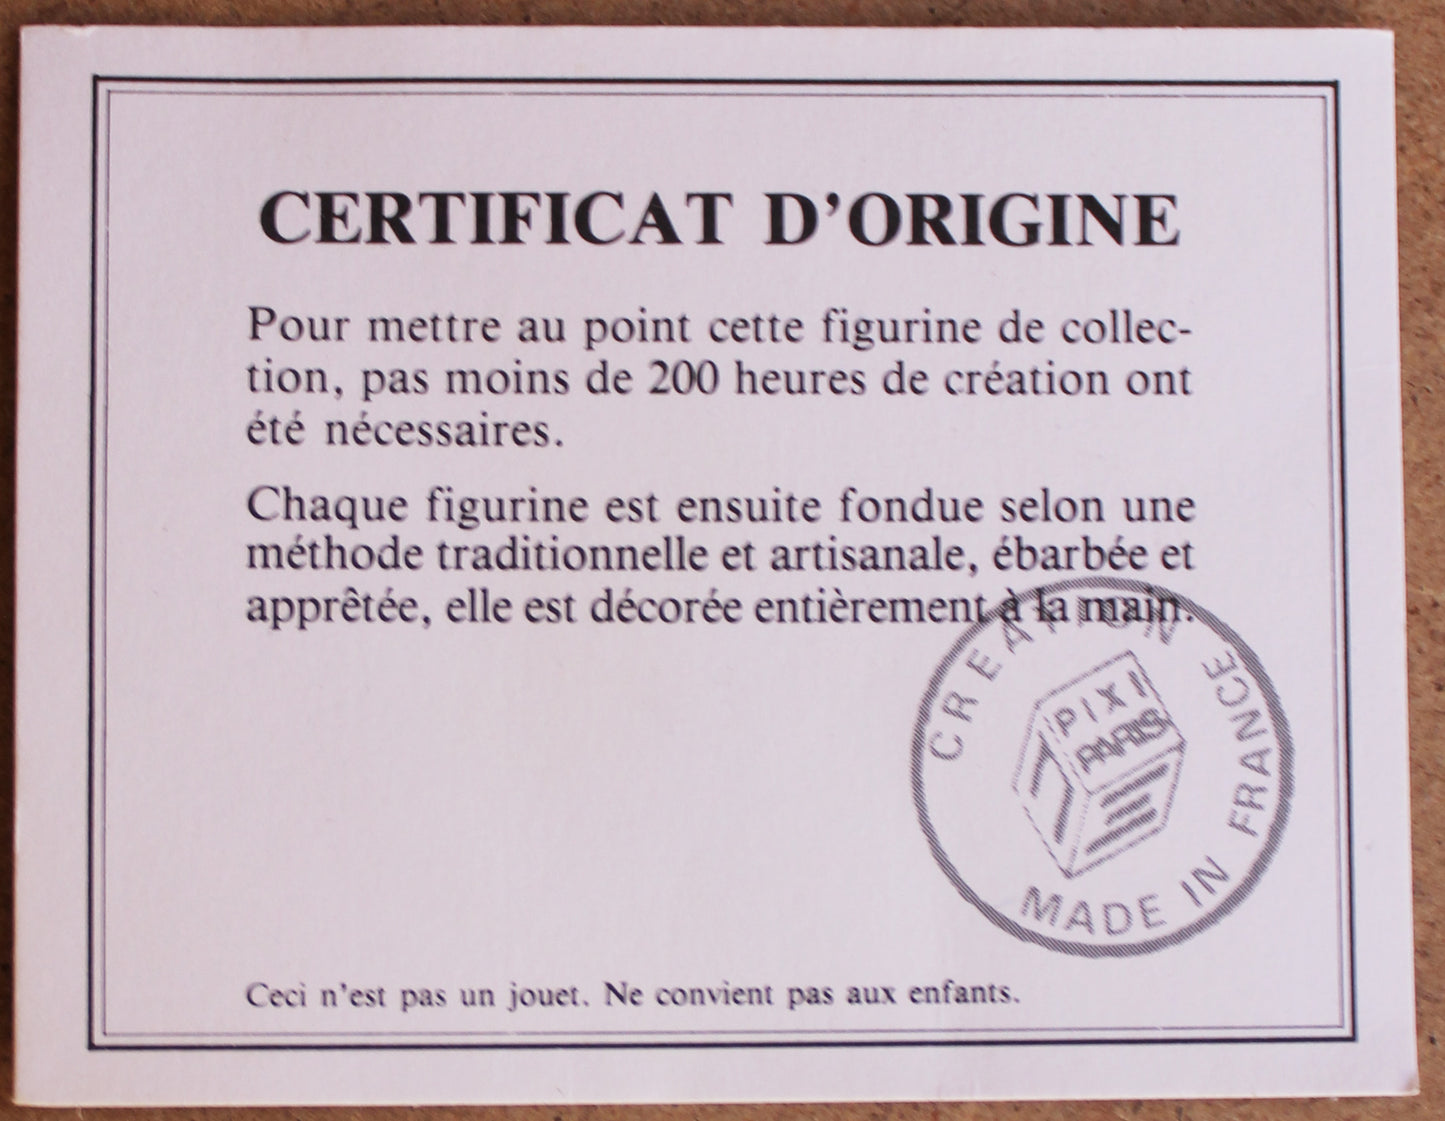 CERTIFICAT D'ORIGINE
Pour mettre au point cette figurine de collec-
tion, pas moins de 200 heures de création ont
été nécessaires.
Chaque figurine est ensuite fondue selon une
méthode traditionnelle et artisanale, ébarbée et
apprêtée, elle est décorée entièrement à la main.
CREATION
PIXI
PARIS
MADE IN FRANCE
Ceci n'est pas un jouet. Ne convient pas aux enfants.